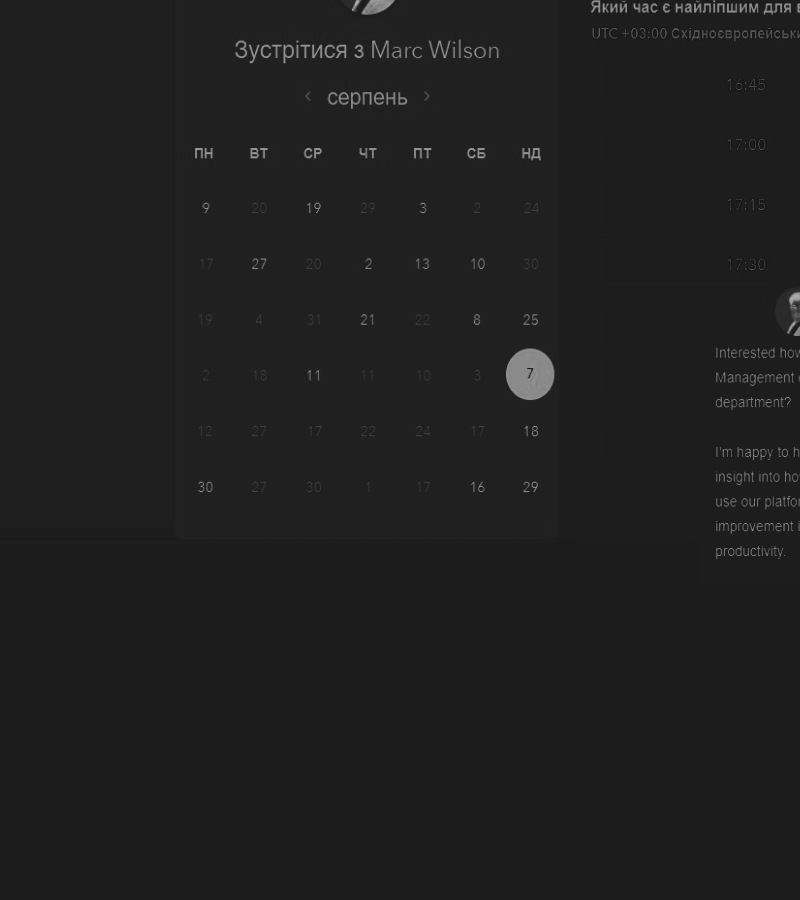 Зустрітися з Marc Wilson
‹ серпень ›
ПН ВТ СР ЧТ ПТ СБ НД
9 20 19 29 3 2 24
17 27 20 2 13 10 30
19 4 31 21 22 8 25
2 18 11 11 10 3 7
12 27 17 22 24 17 18
30 27 30 1 17 16 29
Який час є найліпшим для
UTC +03:00
16:45
17:00
17:15
17:30
Interested how
Management
department?
I'm happy to
insight into
use our
improvement
productivity.